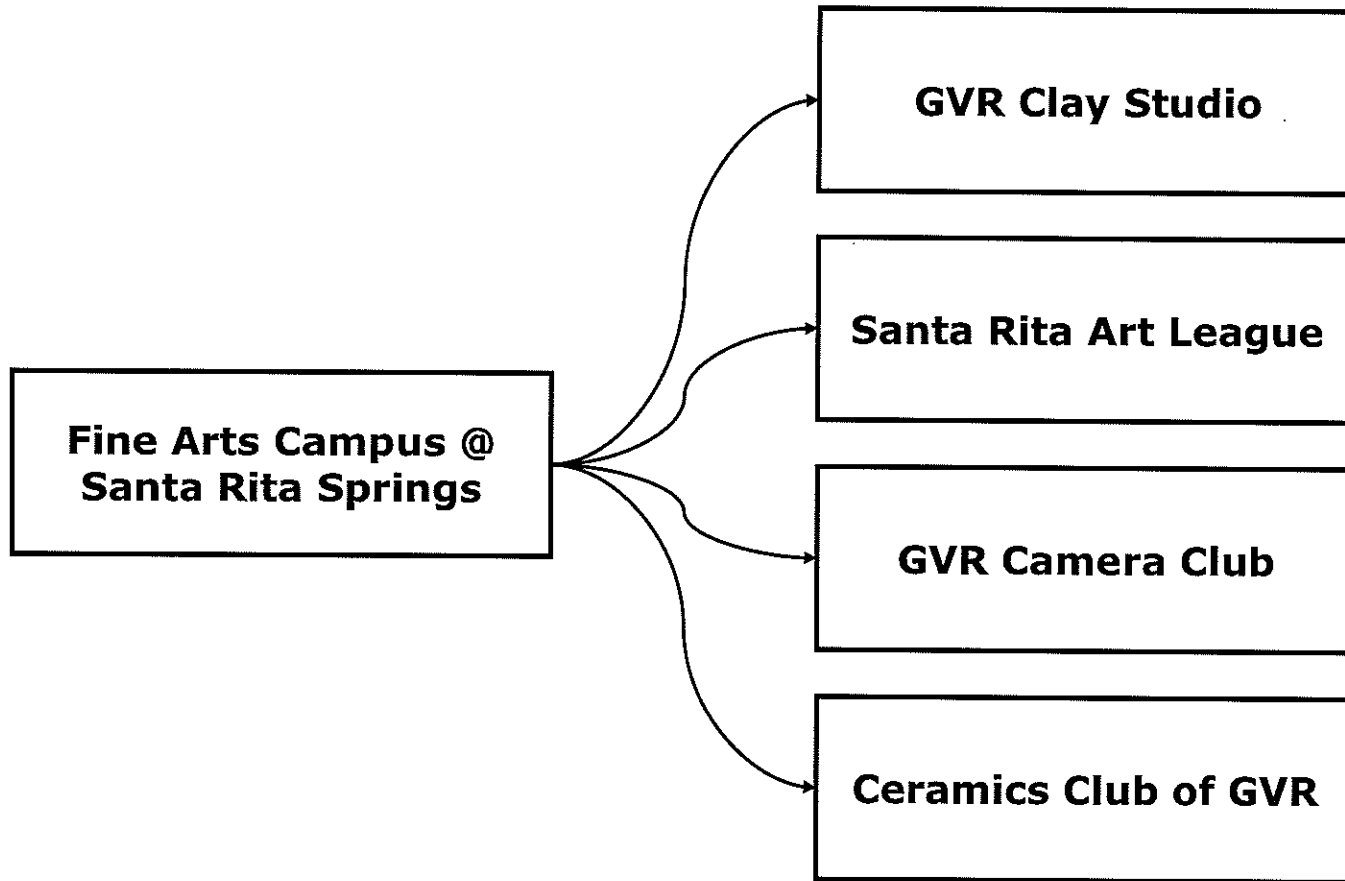 GVR Clay Studio
Santa Rita Art League
Fine Arts Campus @
Santa Rita Springs
GVR Camera Club
Ceramics Club of GVR